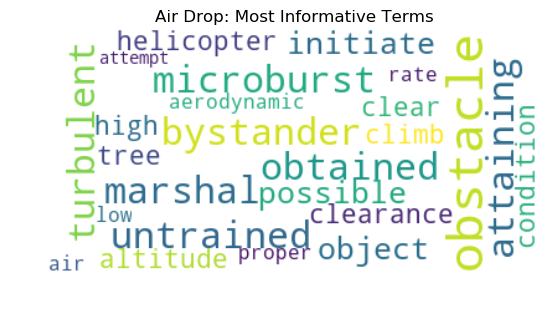 Air Drop: Most Informative Terms
helicopter
initiate
attempt
microburst
rate
aerodynamic
clear
turbulent
high
bystander
climb
obstacle
attaining
condition
tree
obtained
marshal
possible
low
clearance
untrained
object
proper
air
altitude